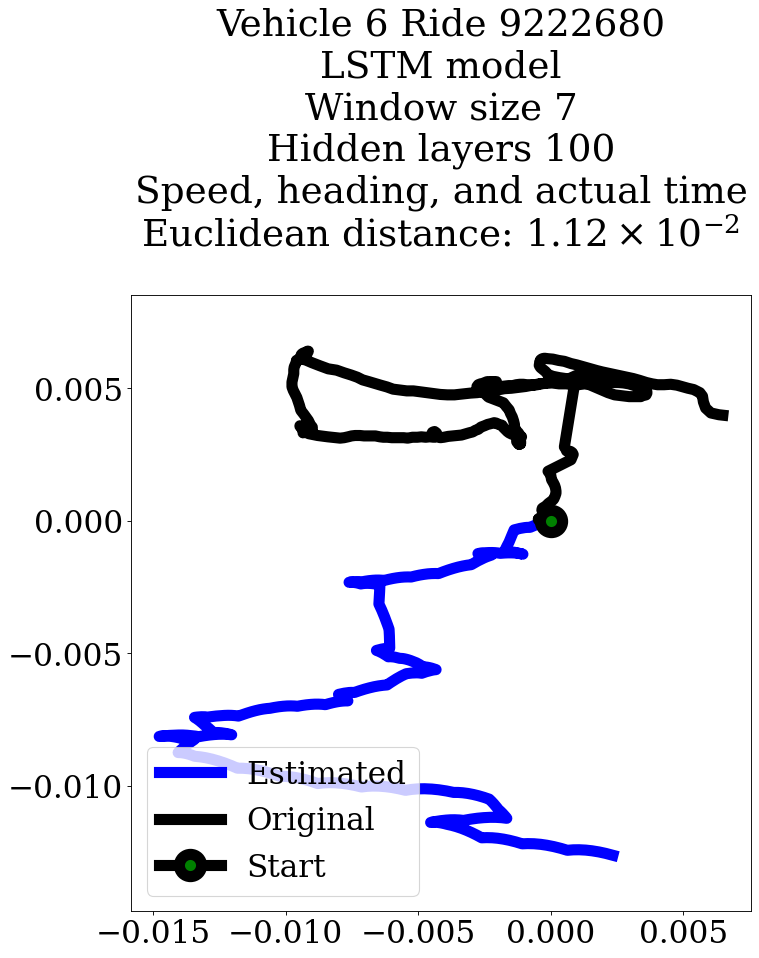 Vehicle 6 Ride 9222680
LSTM model
Window size 7
Hidden layers 100
Speed, heading, and actual time
Euclidean distance: 1.12 × 10⁻²
0.005
0.000
−0.005
−0.010
Estimated
Original
Start
−0.015 −0.010 −0.005 0.000 0.005